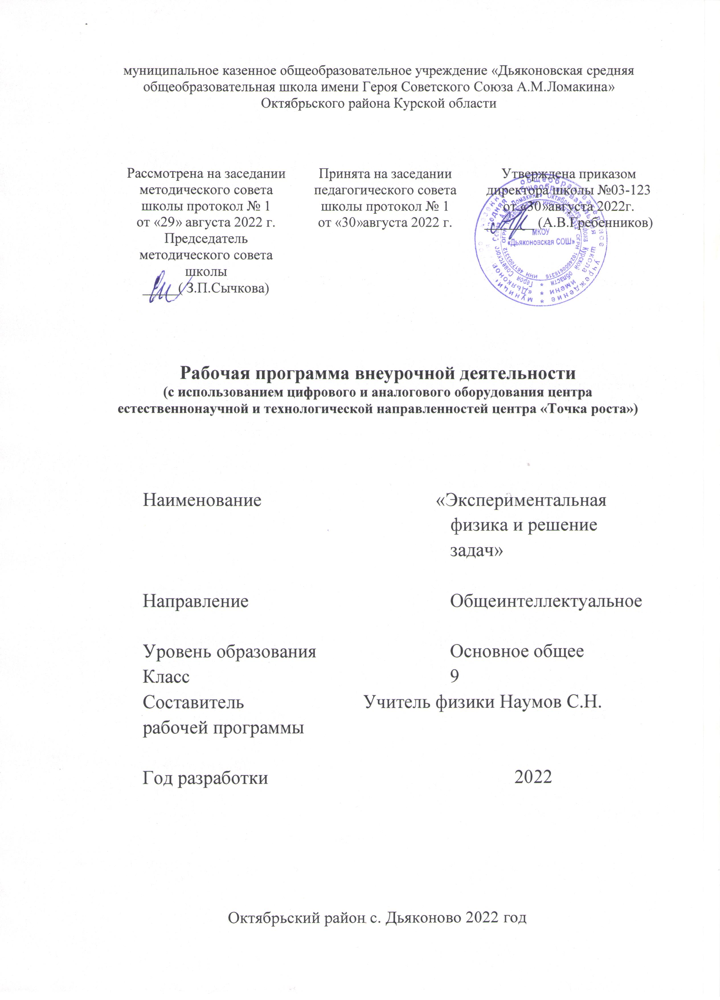 муниципальное казенное общеобразовательное учреждение «Дьяконовская средняя
общеобразовательная школа имени Героя Советского Союза А.М.Ломакина»
Октябрьского района Курской области
Рассмотрена на заседании
методического совета
школы протокол № 1
от «29» августа 2022 г.
Председатель
методического совета
школы
_____( З.П.Сычкова)
Принята на заседании
педагогического совета
школы протокол № 1
от «30»августа 2022 г.
Утверждена приказом
директора школы №03-123
от «30»августа 2022г.
_______ (А.В.Гребенников)
МКОУ
«Дьяконовская СОШ»
Рабочая программа внеурочной деятельности
(с использованием цифрового и аналогового оборудования центра
естественнонаучной и технологической направленностей центра «Точка роста»)
Наименование «Экспериментальная
физика и решение
задач»
Направление Общеинтеллектуальное
Уровень образования Основное общее
Класс 9
Составитель Учитель физики Наумов С.Н.
рабочей программы
Год разработки 2022
Октябрьский район с. Дьяконово 2022 год